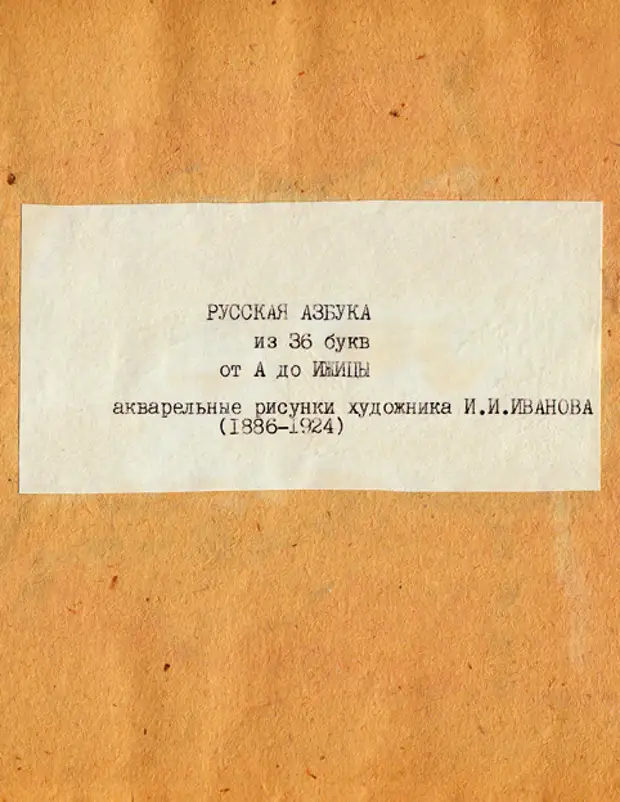 РУССКАЯ АЗБУКА
из 36 букв
от А до ИЖИЦЫ
акварельные рисунки художника И.И.ИВАНОВА
(1886-1924)